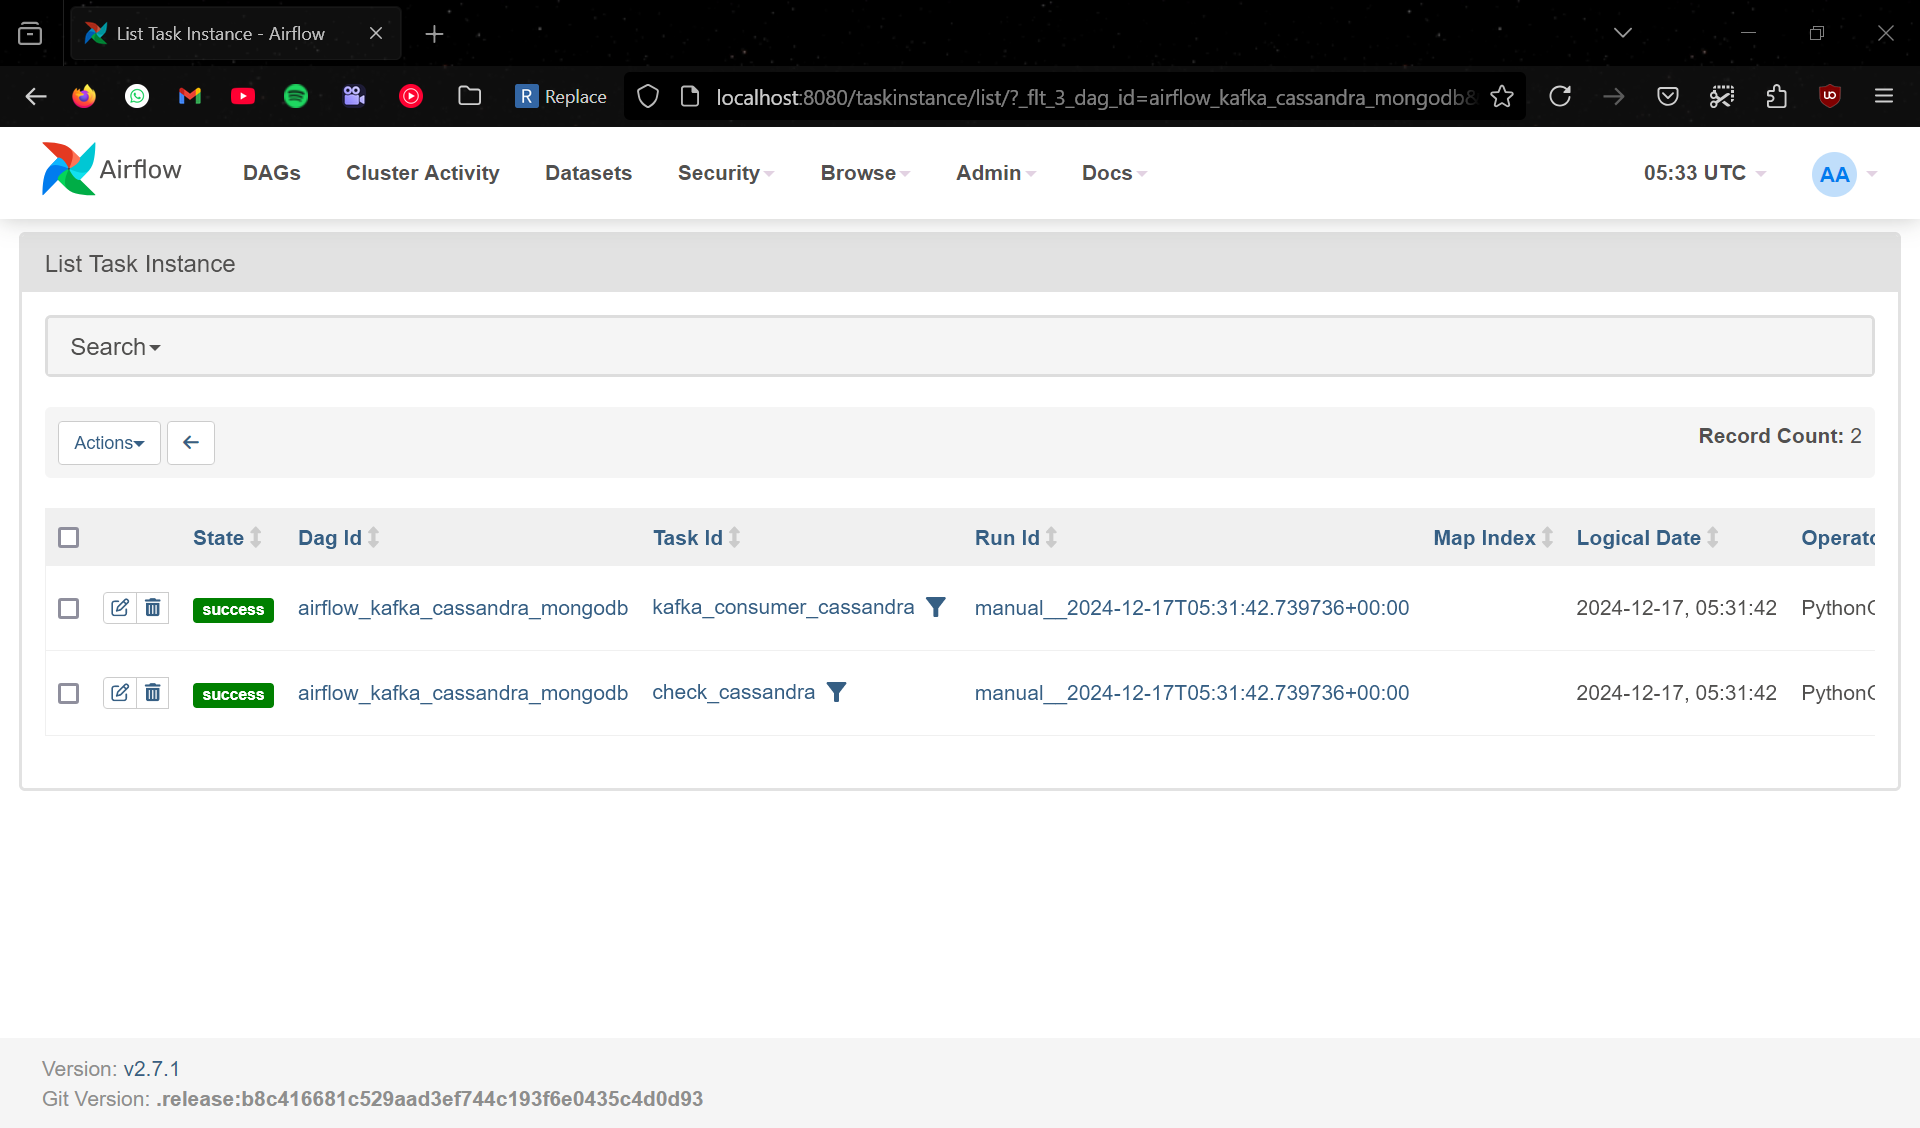 List Task Instance - Airflow
R Replace
localhost:8080/taskinstance/list/?_flt_3_dag_id=airflow_kafka_cassandra_mongodb&
Airflow DAGs Cluster Activity Datasets Security Browse Admin Docs 05:33 UTC AA
List Task Instance
Search
Actions Record Count: 2
State Dag Id Task Id Run Id Map Index Logical Date Operato
success airflow_kafka_cassandra_mongodb kafka_consumer_cassandra manual__2024-12-17T05:31:42.739736+00:00 2024-12-17, 05:31:42 PythonO
success airflow_kafka_cassandra_mongodb check_cassandra manual__2024-12-17T05:31:42.739736+00:00 2024-12-17, 05:31:42 PythonO
Version: v2.7.1
Git Version: .release:b8c416681c529aad3ef744c193f6e0435c4d0d93